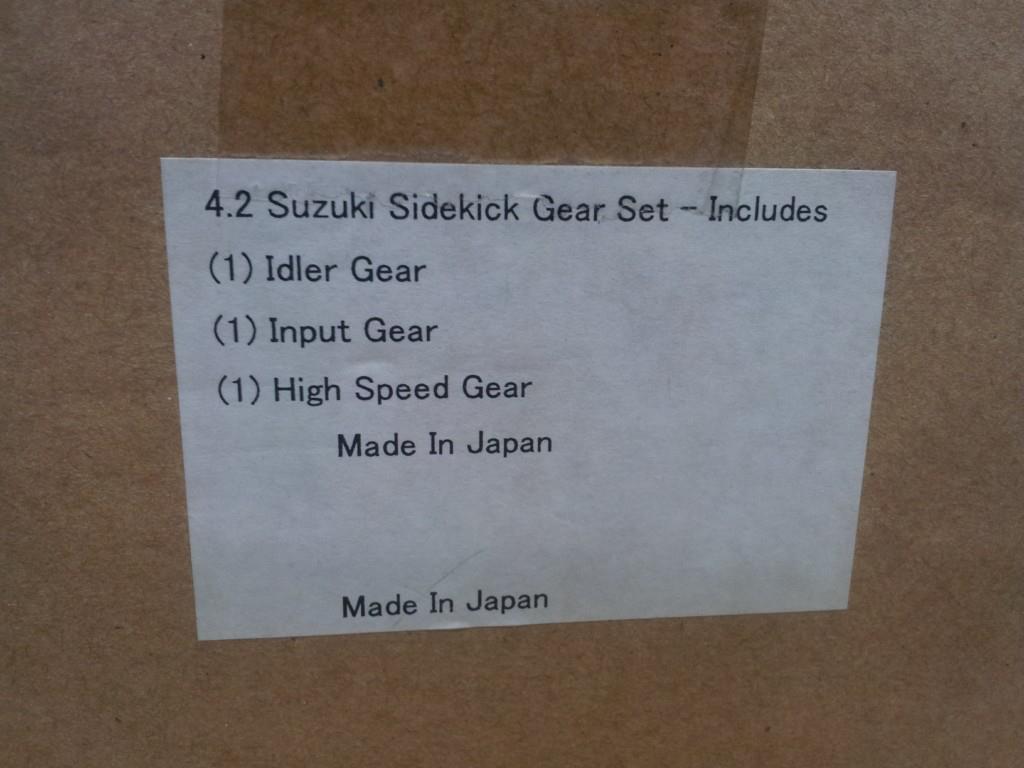 4.2 Suzuki Sidekick Gear Set - Includes
(1) Idler Gear
(1) Input Gear
(1) High Speed Gear
Made In Japan
Made In Japan